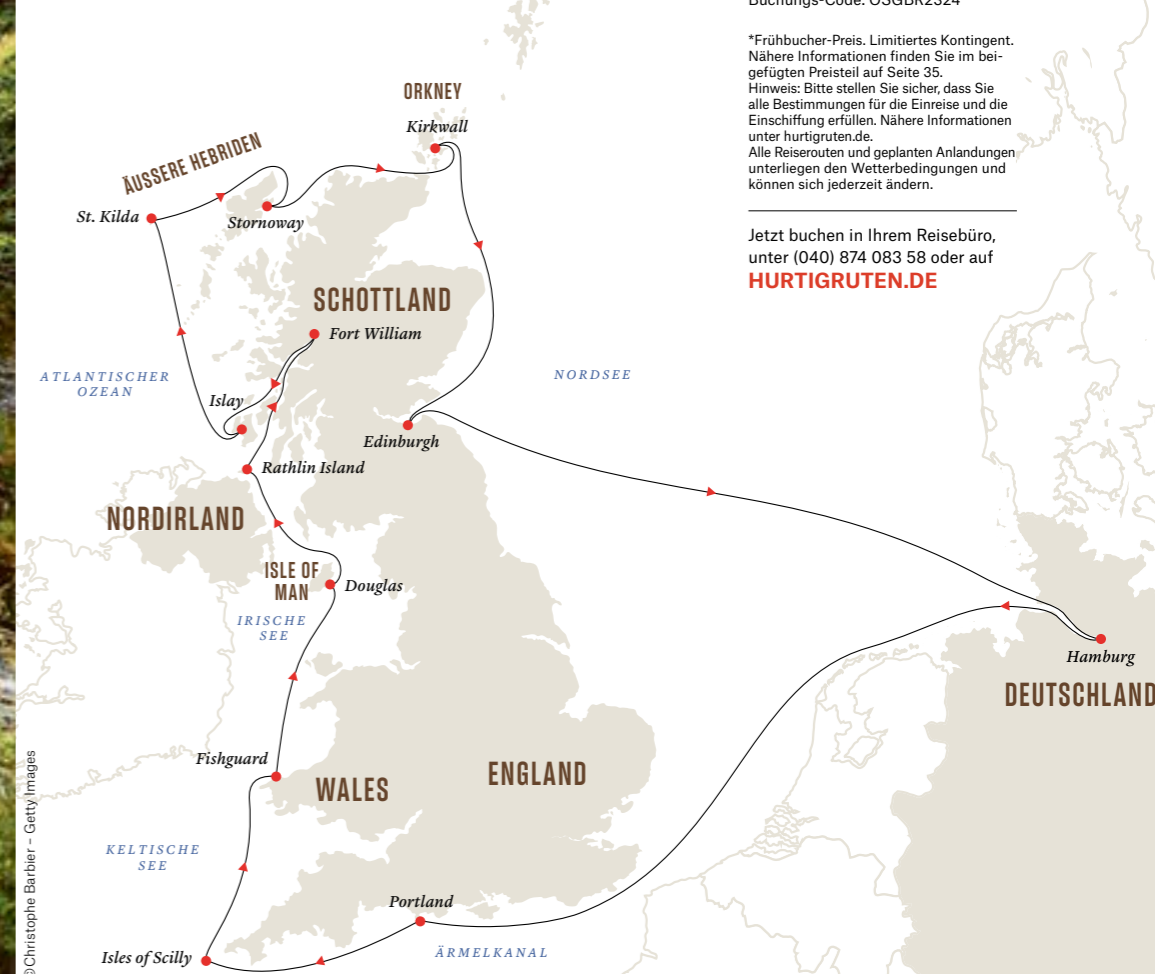 Buchungs-Code: OSGBR2324
*Frühbucher-Preis. Limitiertes Kontingent.
Nähere Informationen finden Sie im bei-
gefügten Preisteil auf Seite 35.
Hinweis: Bitte stellen Sie sicher, dass Sie
alle Bestimmungen für die Einreise und die
Einschiffung erfüllen. Nähere Informationen
unter hurtigruten.de.
Alle Reiserouten und geplanten Anlandungen
unterliegen den Wetterbedingungen und
können sich jederzeit ändern.
Jetzt buchen in Ihrem Reisebüro,
unter (040) 874 083 58 oder auf
HURTIGRUTEN.DE
ORKNEY
Kirkwall
ÄUSSERE HEBRIDEN
St. Kilda
Stornoway
SCHOTTLAND
Fort William
ATLANTISCHER
OZEAN
NORDSEE
Islay
Edinburgh
Rathlin Island
NORDIRLAND
ISLE OF
MAN
Douglas
IRISCHE
SEE
Hamburg
DEUTSCHLAND
Fishguard
WALES
ENGLAND
KELTISCHE
SEE
Portland
ÄRMELKANAL
Isles of Scilly
©Christophe Barbier – Getty Images